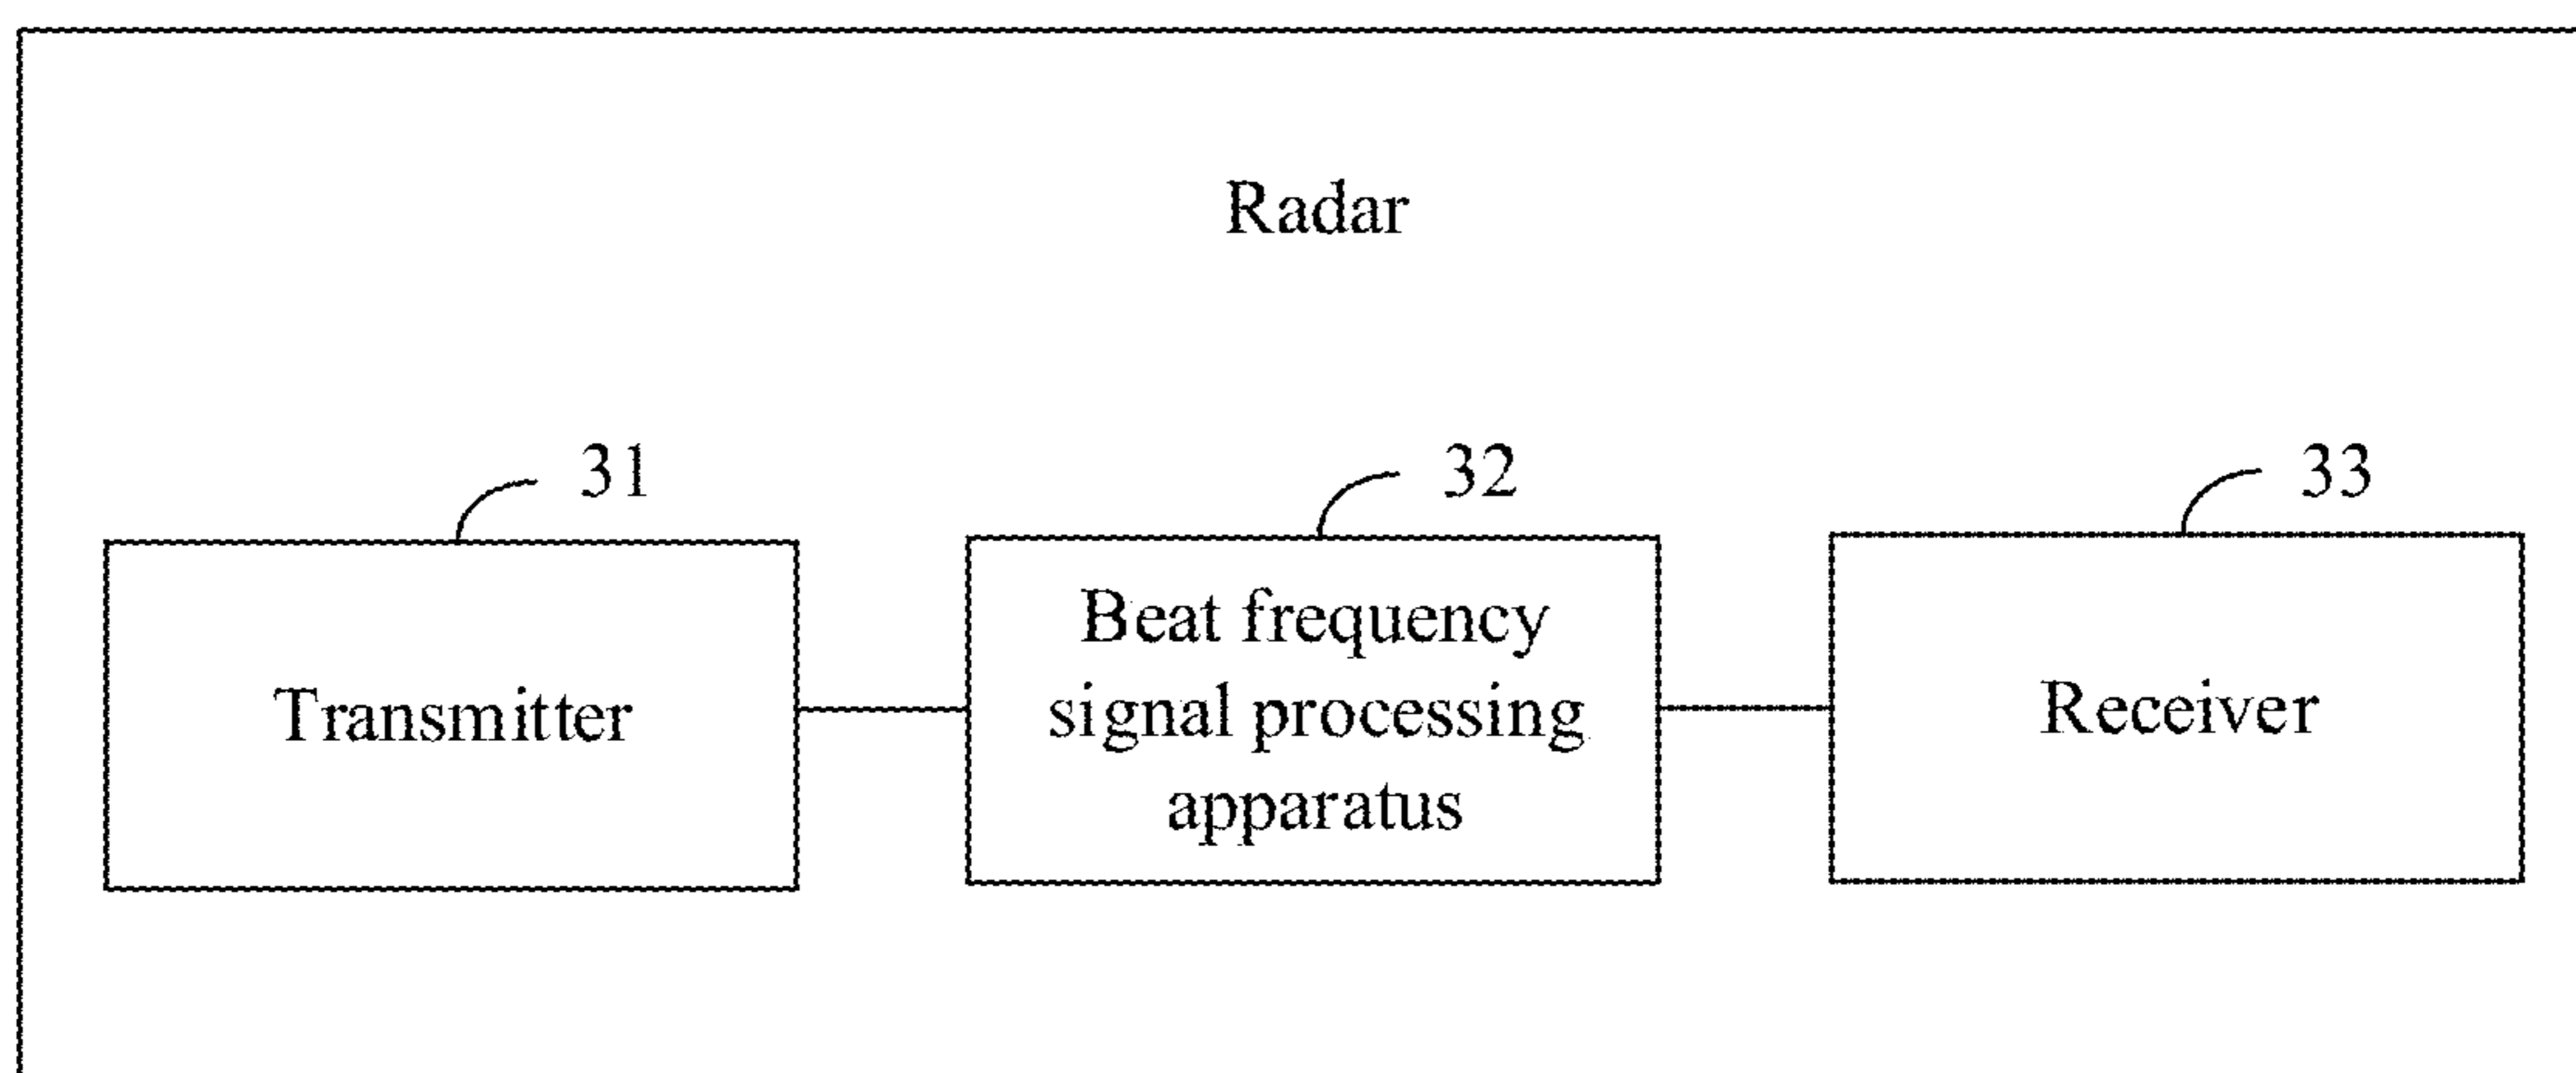 Radar
31
32
33
Transmitter
Beat frequency
signal processing
apparatus
Receiver